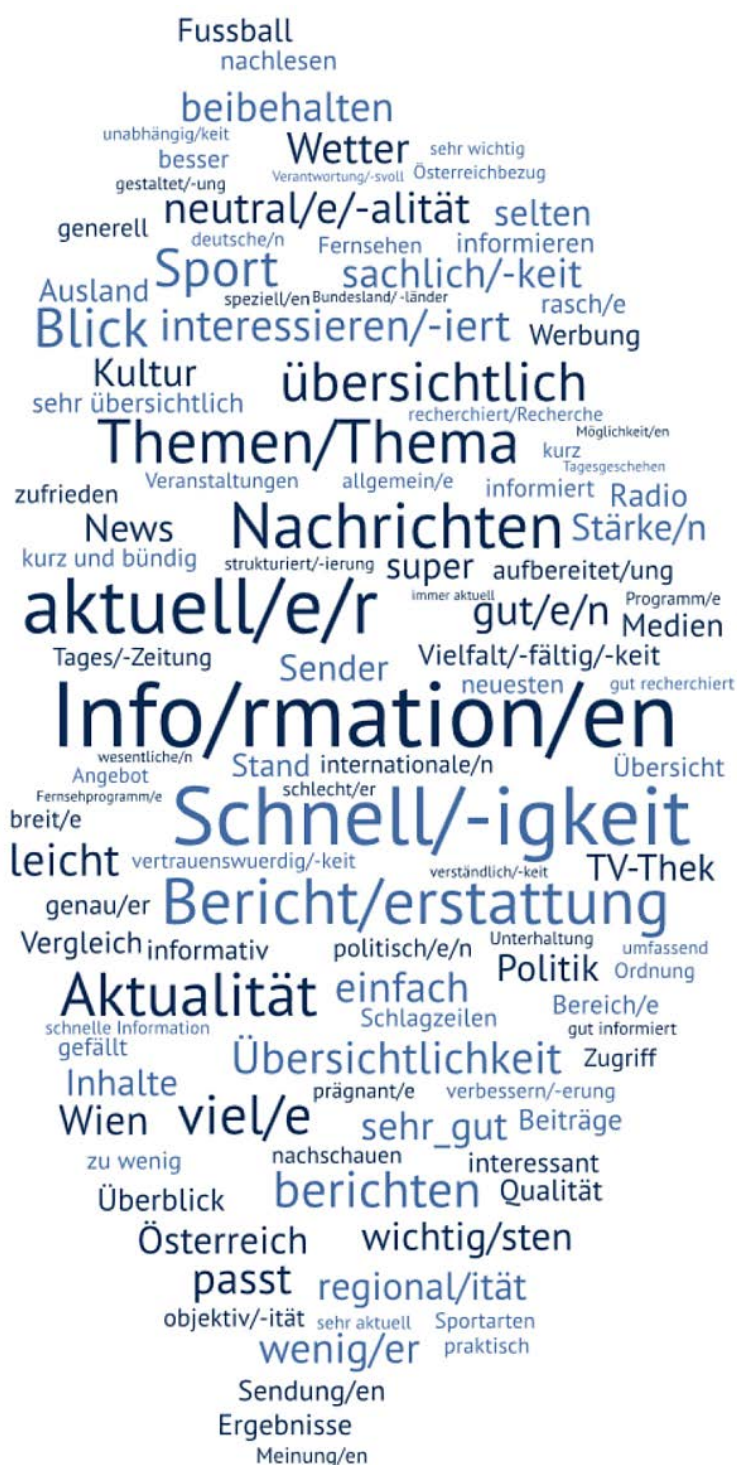 Fussball
nachlesen
beibehalten
unabhängig/keit
Wetter
sehr wichtig
besser
Verantwortung/-svoll
Österreichbezug
gestaltet/-ung
neutral/e/-alität
selten
generell
deutsche/n
Fernsehen
informieren
Sport
sachlich/-keit
Ausland
speziell/en
Bundesland/ -länder
rasch/e
Blick
interessieren/-iert
Werbung
Kultur
übersichtlich
sehr übersichtlich
recherchiert/Recherche
Themen/Thema
Möglichkeit/en
kurz
Tagesgeschehen
Veranstaltungen
allgemein/e
informiert
Radio
zufrieden
News
Nachrichten
Stärke/n
kurz und bündig
strukturiert/-ierung
super
aufbereitet/ung
aktuell/e/r
immer aktuell
gut/e/n
Programm/e
Medien
Tages/-Zeitung
Sender
Vielfalt/-fältig/-keit
neuesten
gut recherchiert
Info/rmation/en
wesentliche/n
Angebot
Stand
internationale/n
Übersicht
Fernsehprogramm/e
schlecht/er
breit/e
Schnell/-igkeit
leicht
vertrauenswuerdig/-keit
verständlich/-keit
TV-Thek
genau/er
Bericht/erstattung
Vergleich
informativ
politisch/e/n
Unterhaltung
umfassend
Politik
Ordnung
Aktualität
einfach
Bereich/e
schnelle Information
Schlagzeilen
gut informiert
gefällt
Übersichtlichkeit
Zugriff
Inhalte
prägnant/e
verbessern/-erung
Wien
viel/e
sehr_gut
Beiträge
zu wenig
nachschauen
interessant
Überblick
berichten
Qualität
Österreich
wichtig/sten
passt
regional/ität
objektiv/-ität
sehr aktuell
Sportarten
wenig/er
praktisch
Sendung/en
Ergebnisse
Meinung/en